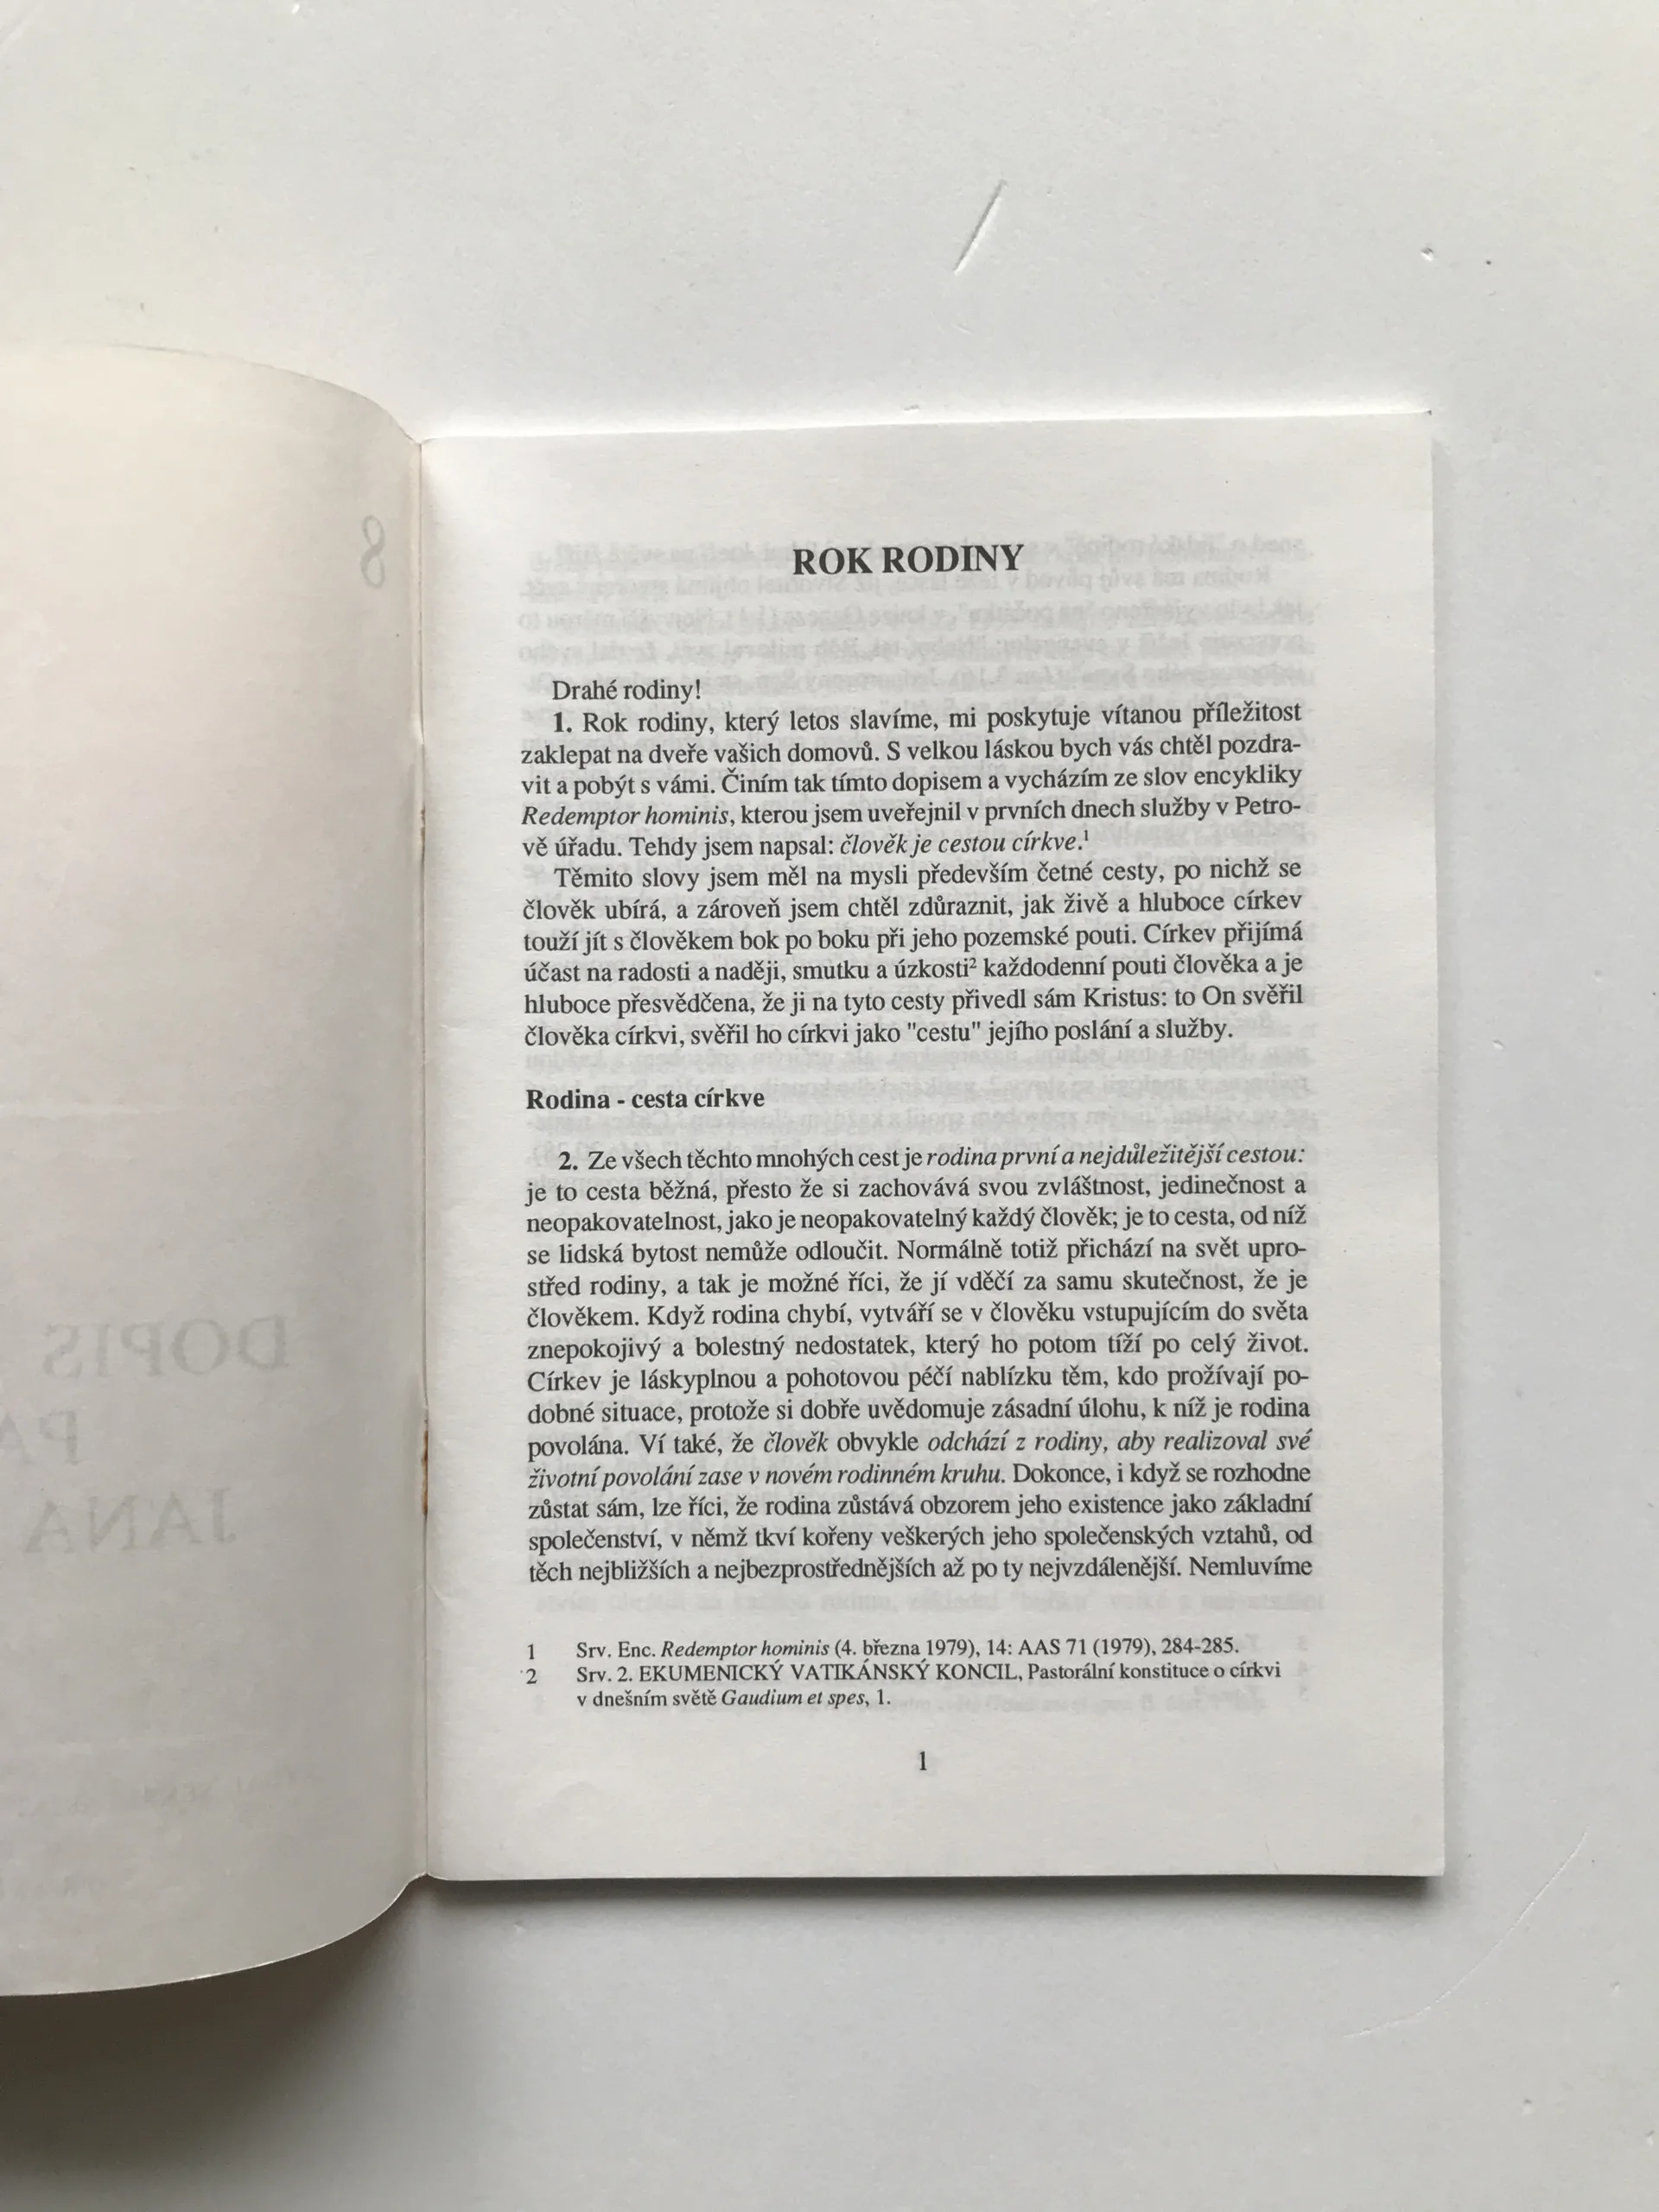 8
DOPIS
JANA
ROK RODINY
Drahé rodiny!
1. Rok rodiny, který letos slavíme, mi poskytuje vítanou příležitost
zaklepat na dveře vašich domovů. S velkou láskou bych vás chtěl pozdra-
vit a pobýt s vámi. Činím tak tímto dopisem a vycházím ze slov encykliky
Redemptor hominis, kterou jsem uveřejnil v prvních dnech služby v Petro-
vě úřadu. Tehdy jsem napsal: člověk je cestou církve.¹
Těmito slovy jsem měl na mysli především četné cesty, po nichž se
člověk ubírá, a zároveň jsem chtěl zdůraznit, jak živě a hluboce církev
touží jít s člověkem bok po boku při jeho pozemské pouti. Církev přijímá
účast na radosti a naději, smutku a úzkosti² každodenní pouti člověka a je
hluboce přesvědčena, že ji na tyto cesty přivedl sám Kristus: to On svěřil
člověka církvi, svěřil ho církvi jako "cestu" jejího poslání a služby.
Rodina - cesta církve
2. Ze všech těchto mnohých cest je rodina první a nejdůležitější cestou:
je to cesta běžná, přesto že si zachovává svou zvláštnost, jedinečnost a
neopakovatelnost, jako je neopakovatelný každý člověk; je to cesta, od níž
se lidská bytost nemůže odloučit. Normálně totiž přichází na svět upro-
střed rodiny, a tak je možné říci, že jí vděčí za samu skutečnost, že je
člověkem. Když rodina chybí, vytváří se v člověku vstupujícím do světa
znepokojivý a bolestný nedostatek, který ho potom tíží po celý život.
Církev je láskyplnou a pohotovou péčí nablízku těm, kdo prožívají po-
dobné situace, protože si dobře uvědomuje zásadní úlohu, k níž je rodina
povolána. Ví také, že člověk obvykle odchází z rodiny, aby realizoval své
životní povolání zase v novém rodinném kruhu. Dokonce, i když se rozhodne
zůstat sám, lze říci, že rodina zůstává obzorem jeho existence jako základní
společenství, v němž tkví kořeny veškerých jeho společenských vztahů, od
těch nejbližších a nejbezprostřednějších až po ty nejvzdálenější. Nemluvíme
1 Srv. Enc. Redemptor hominis (4. března 1979), 14: AAS 71 (1979), 284-285.
2 Srv. 2. EKUMENICKÝ VATIKÁNSKÝ KONCIL, Pastorální konstituce o církvi
v dnešním světě Gaudium et spes, 1.
1